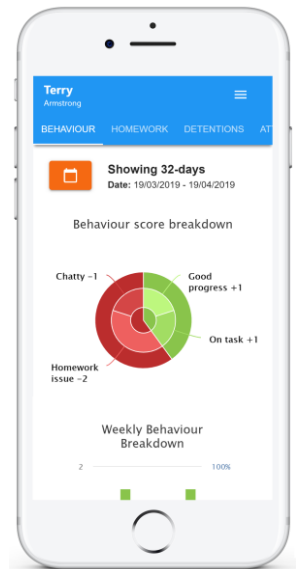 Terry
Armstrong
BEHAVIOUR HOMEWORK DETENTIONS AT
Showing 32-days
Date: 19/03/2019 - 19/04/2019
Behaviour score breakdown
Chatty −1
Good
progress +1
On task +1
Homework
issue −2
Weekly Behaviour
Breakdown
2 100%